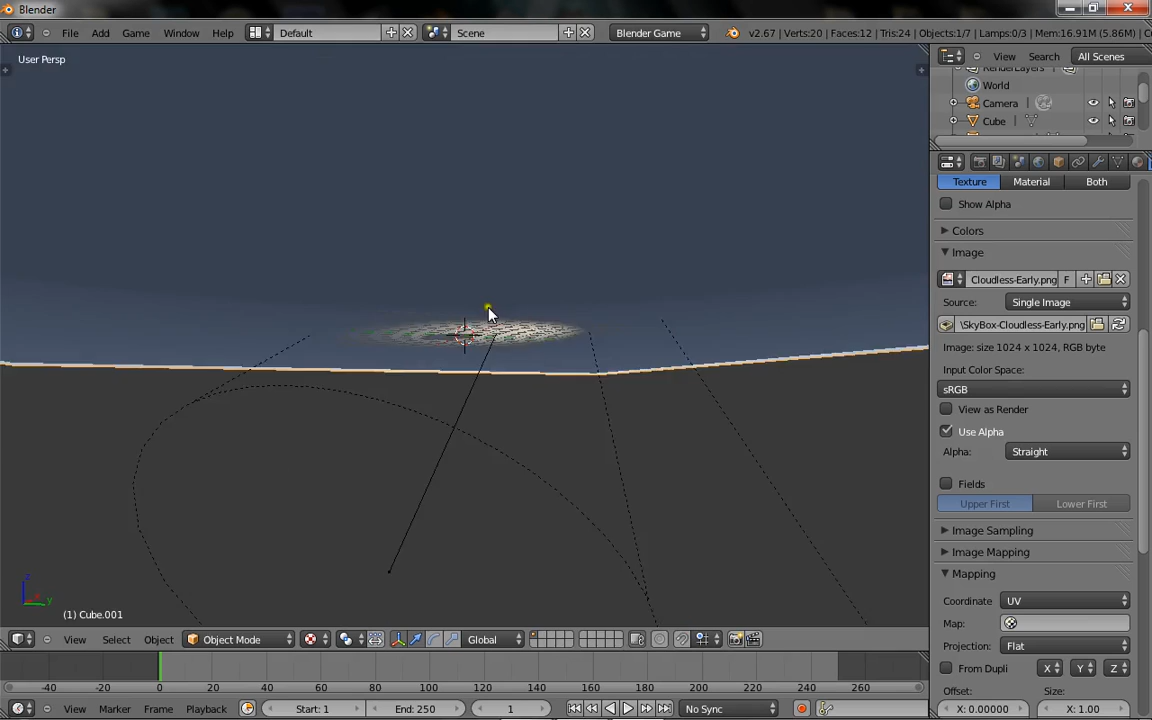 Blender
File Add Game Window Help Default Scene Blender Game v2.67 | Verts:20 | Faces:12 | Tris:24 | Objects:1/7 | Lamps:0/3 | Mem:16.91M (5.86M) |
User Persp
View Search All Scenes
RenderLayers
World
Camera
Cube
Texture Material Both
Show Alpha
Colors
Image
Cloudless-Early.png F
Source: Single Image
\SkyBox-Cloudless-Early.png
Image: size 1024 x 1024, RGB byte
Input Color Space:
sRGB
View as Render
Use Alpha
Alpha: Straight
Fields
Upper First Lower First
Image Sampling
Image Mapping
Mapping
Coordinate UV
Map:
Projection: Flat
From Dupli X Y Z
Offset: Size:
X: 0.00000 X: 1.00
z x y
(1) Cube.001
View Select Object Object Mode Global
-40 -20 0 20 40 60 80 100 120 140 160 180 200 220 240 260
View Marker Frame Playback Start: 1 End: 250 1 No Sync